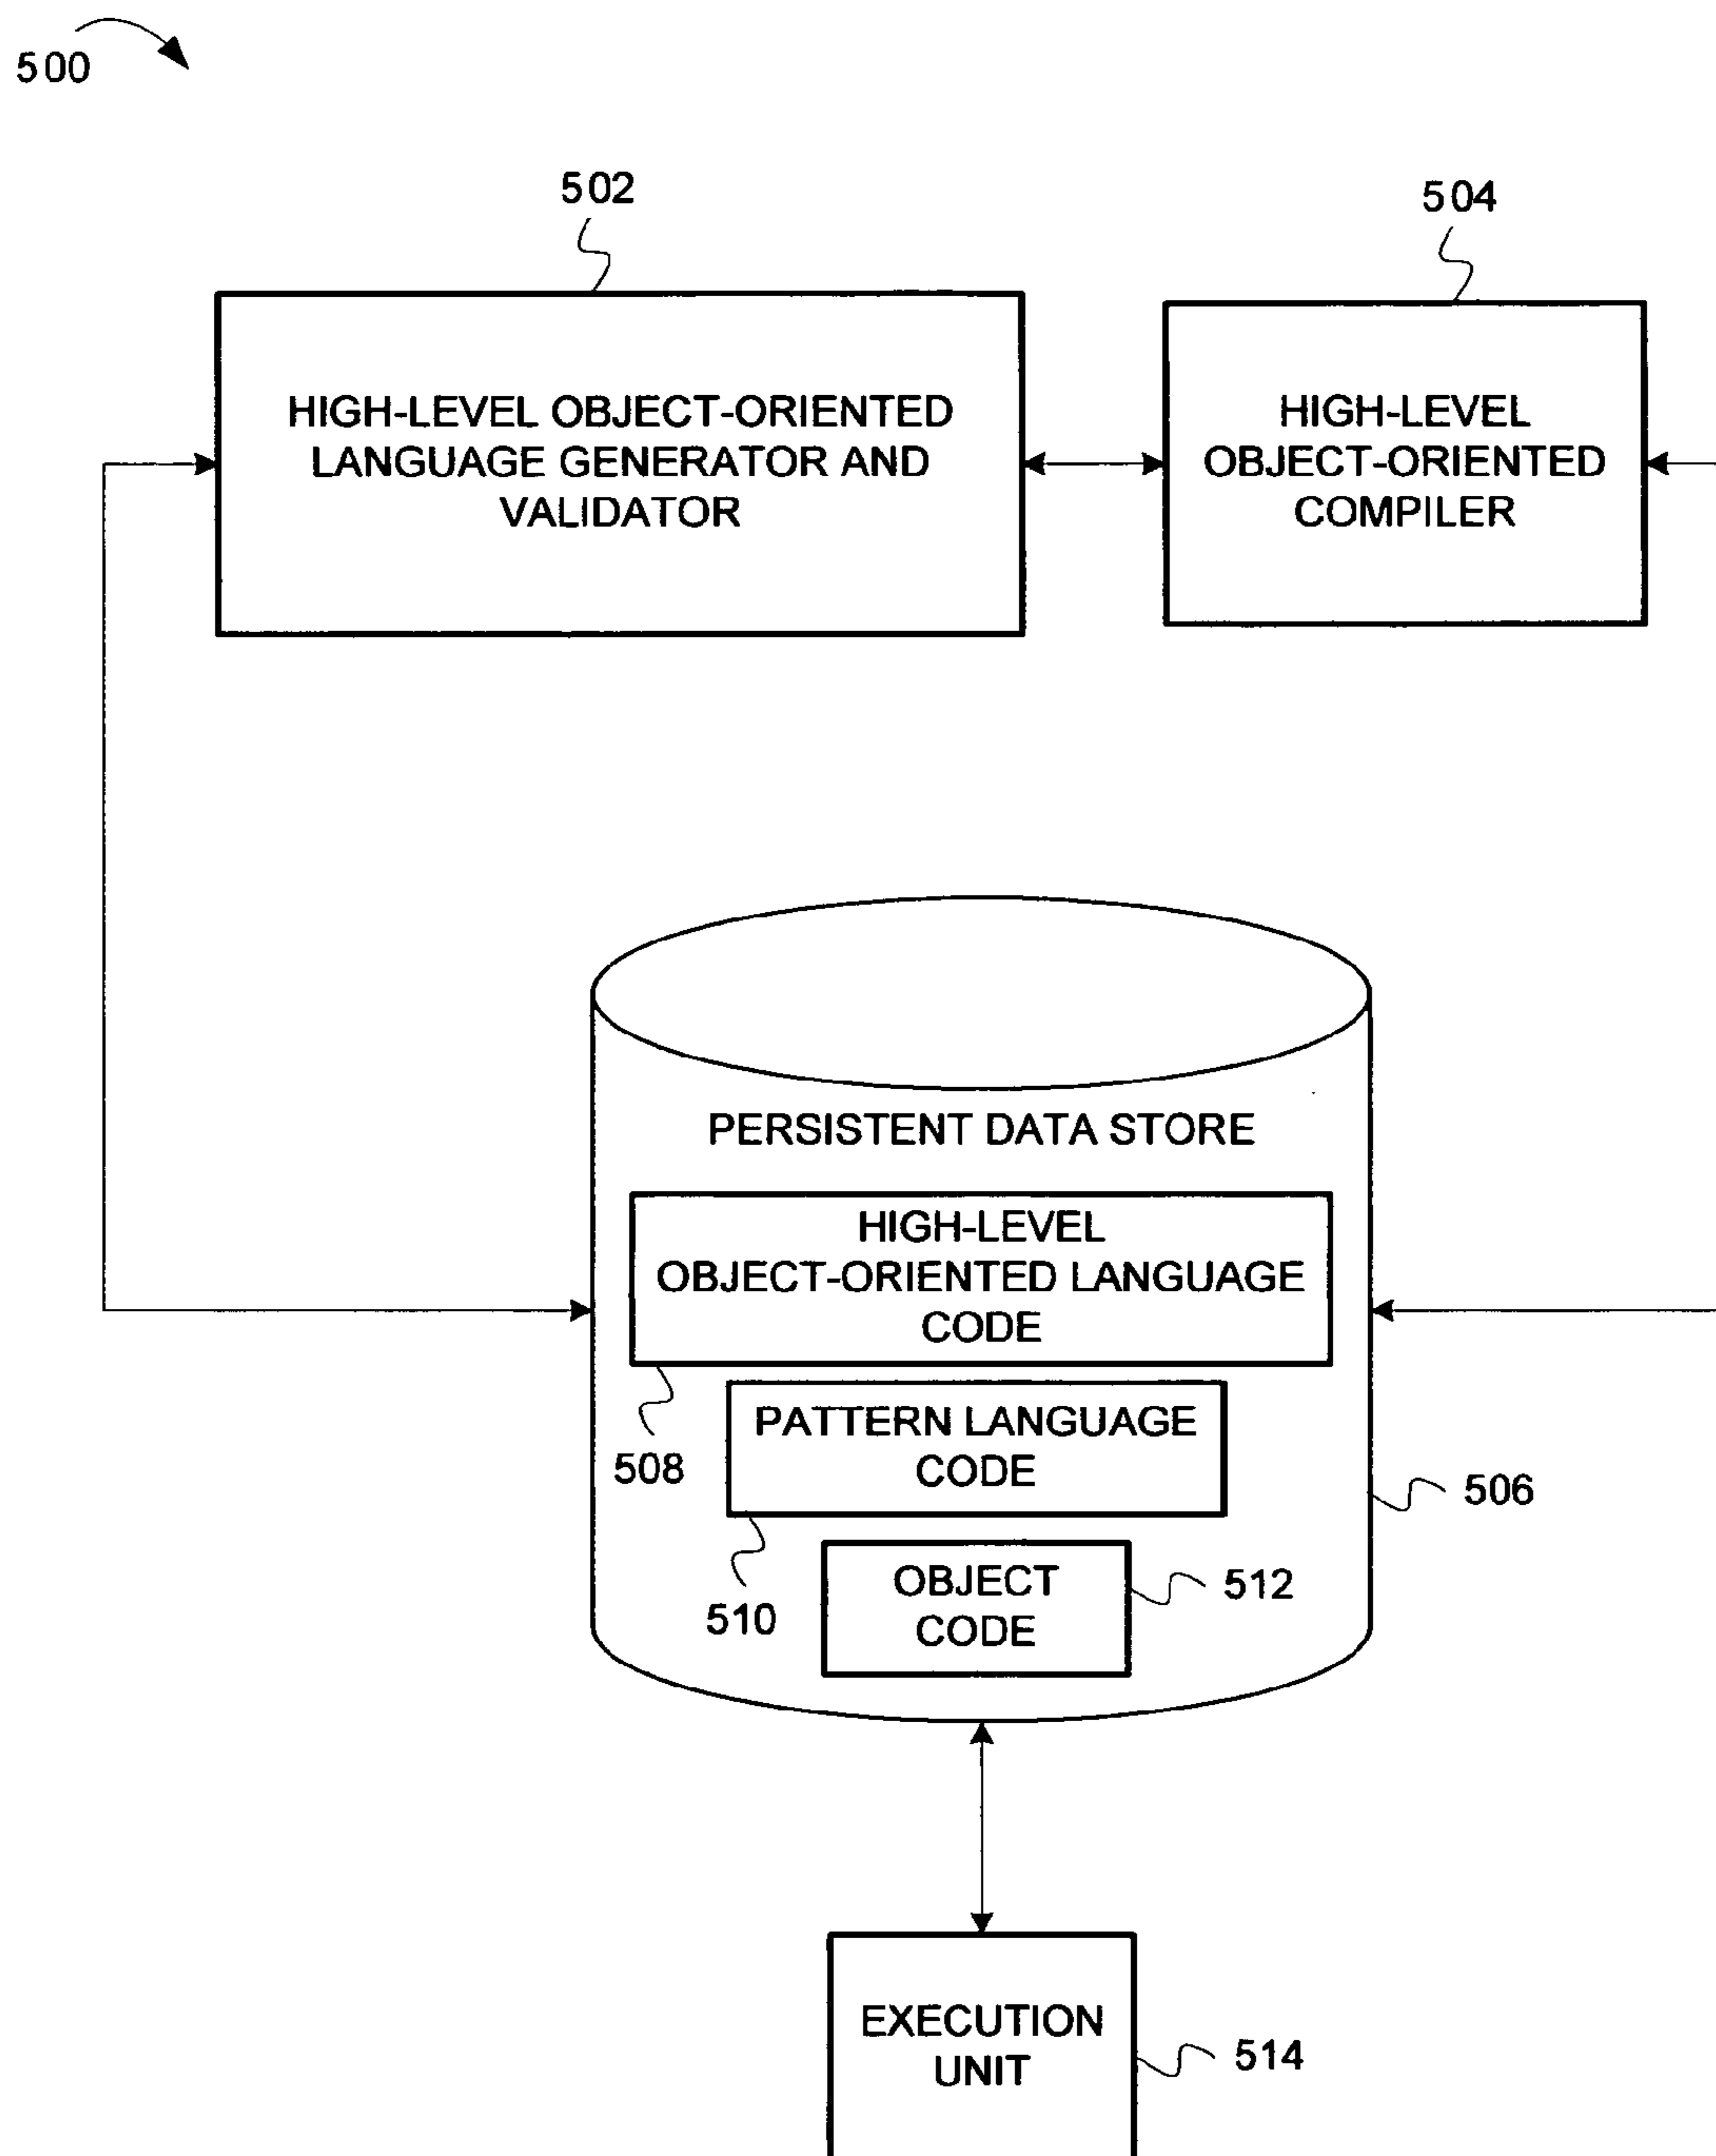 500
502
504
HIGH-LEVEL OBJECT-ORIENTED
LANGUAGE GENERATOR AND
VALIDATOR
HIGH-LEVEL
OBJECT-ORIENTED
COMPILER
PERSISTENT DATA STORE
HIGH-LEVEL
OBJECT-ORIENTED LANGUAGE
CODE
508
PATTERN LANGUAGE
CODE
506
510
OBJECT
CODE
512
EXECUTION
UNIT
514